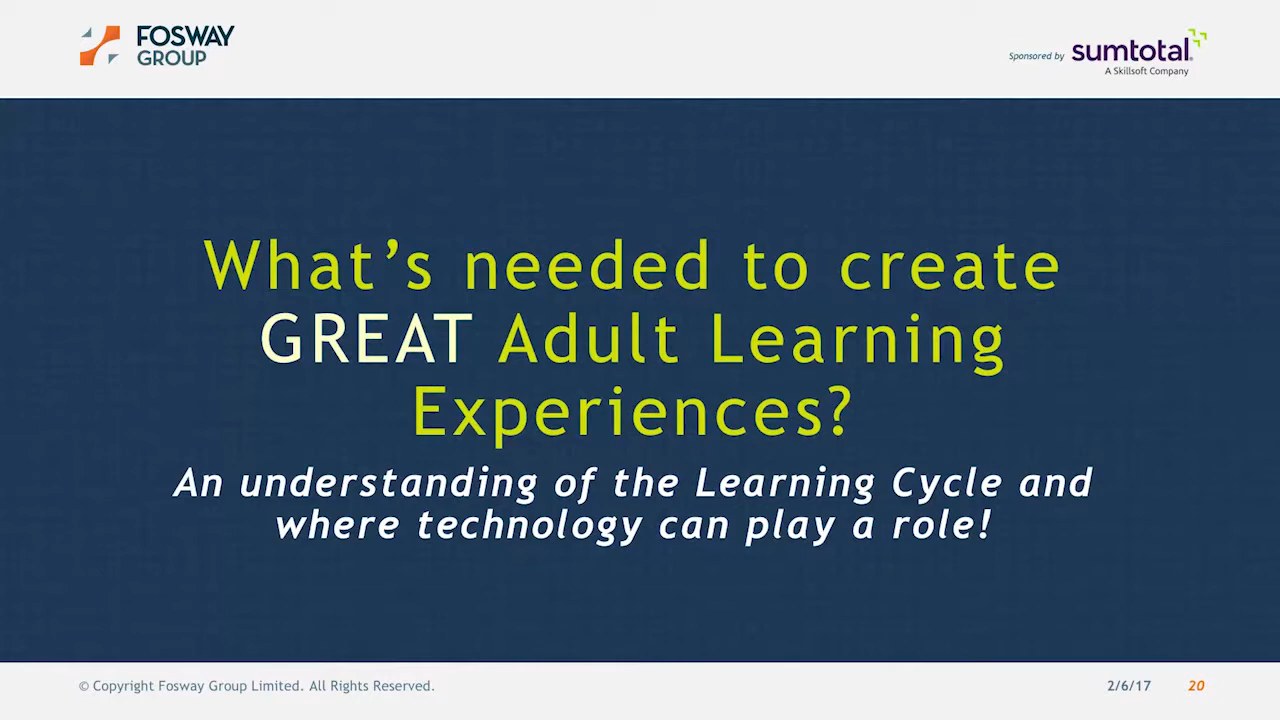 FOSWAY
GROUP
Sponsored by sumtotal®
A Skillsoft Company
What’s needed to create
GREAT Adult Learning
Experiences?
An understanding of the Learning Cycle and
where technology can play a role!
© Copyright Fosway Group Limited. All Rights Reserved.
2/6/17 20